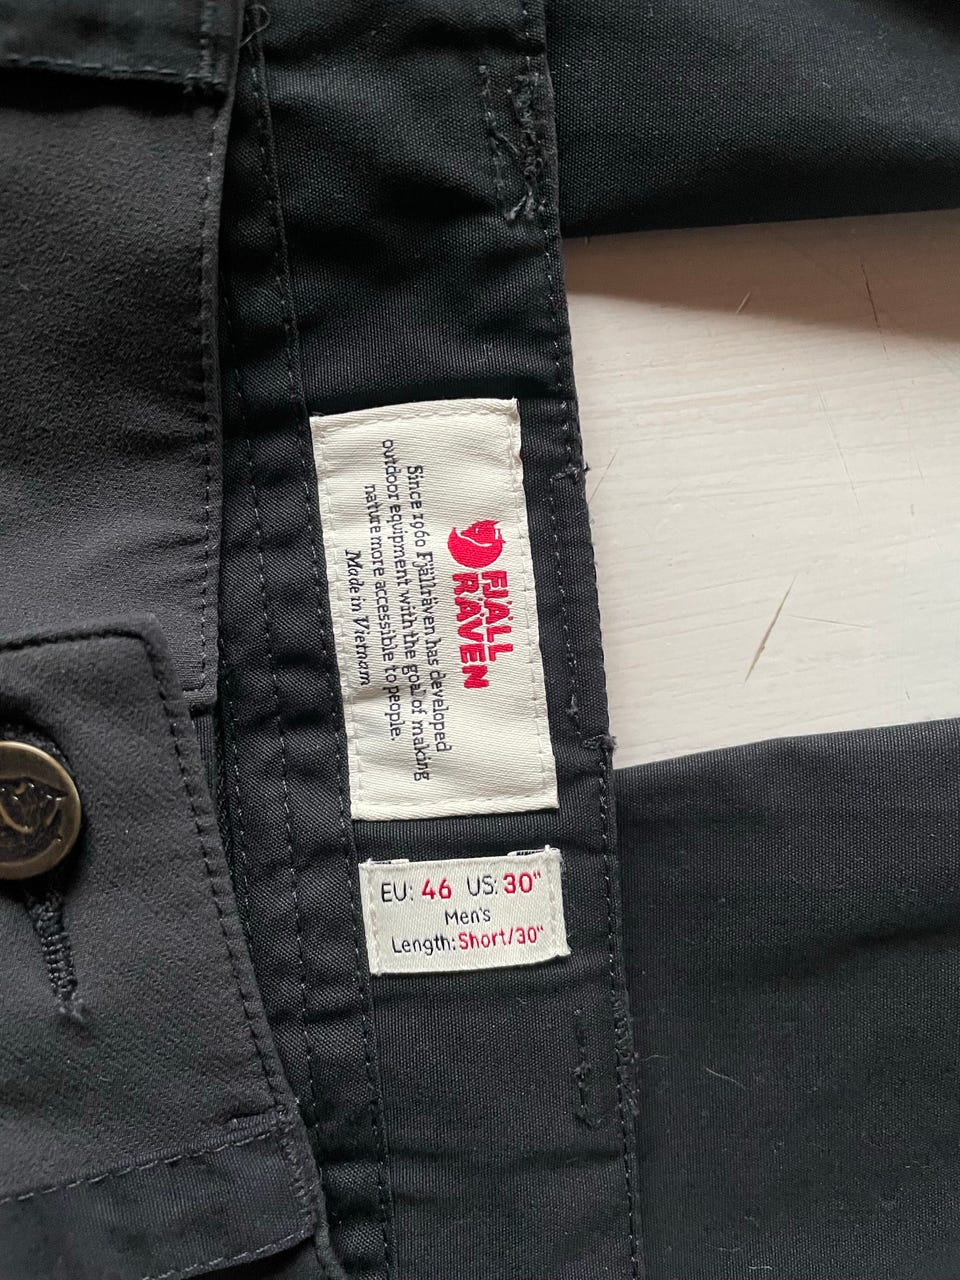 FJÄLL
RÄVEN
Since 1960 Fjällräven has developed
outdoor equipment with the goal of making
nature more accessible to people.
Made in Vietnam
EU: 46 US: 30"
Men's
Length: Short/30"